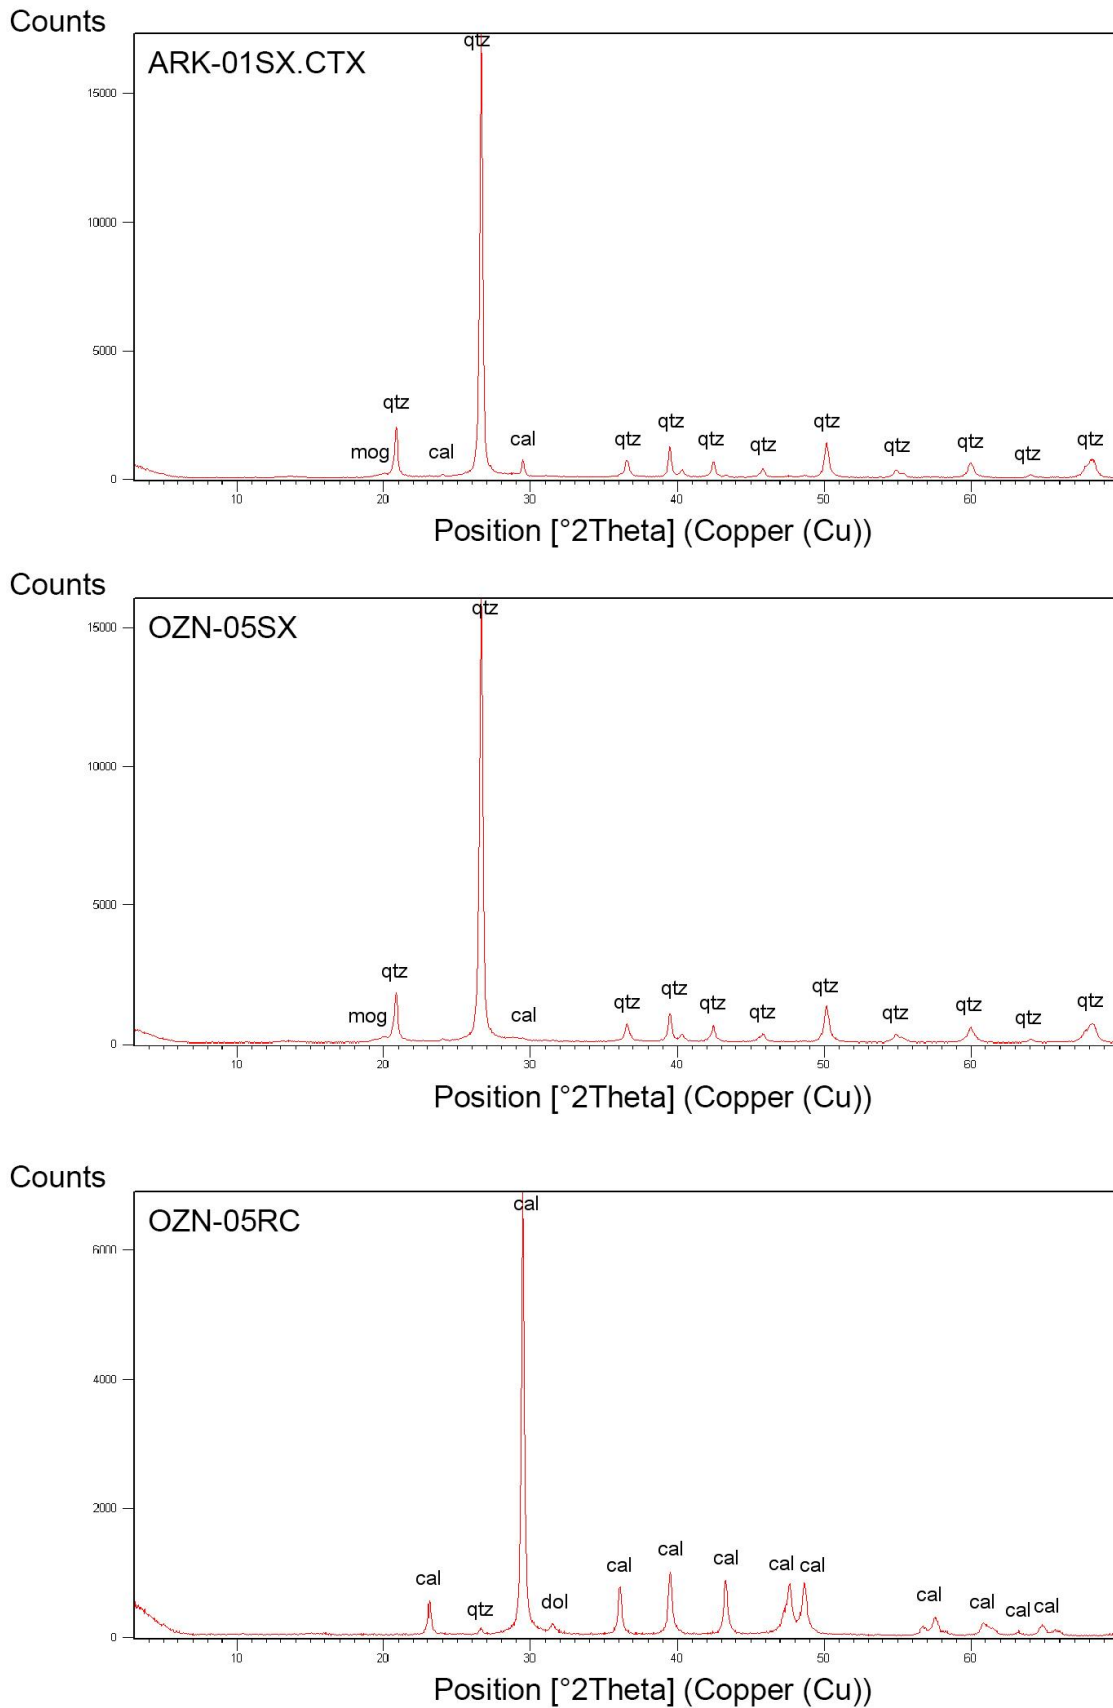 Counts
ARK-01SX.CTX
qtz
15000
10000
5000
0
qtz
mog
cal
cal
qtz
qtz
qtz
qtz
qtz
qtz
qtz
qtz
qtz
10 20 30 40 50 60
Position [°2Theta] (Copper (Cu))
Counts
OZN-05SX
qtz
15000
10000
5000
0
qtz
mog
cal
qtz
qtz
qtz
qtz
qtz
qtz
qtz
qtz
qtz
10 20 30 40 50 60
Position [°2Theta] (Copper (Cu))
Counts
OZN-05RC
cal
6000
4000
2000
0
cal
qtz
dol
cal
cal
cal
cal
cal
cal
cal
cal
cal
10 20 30 40 50 60
Position [°2Theta] (Copper (Cu))